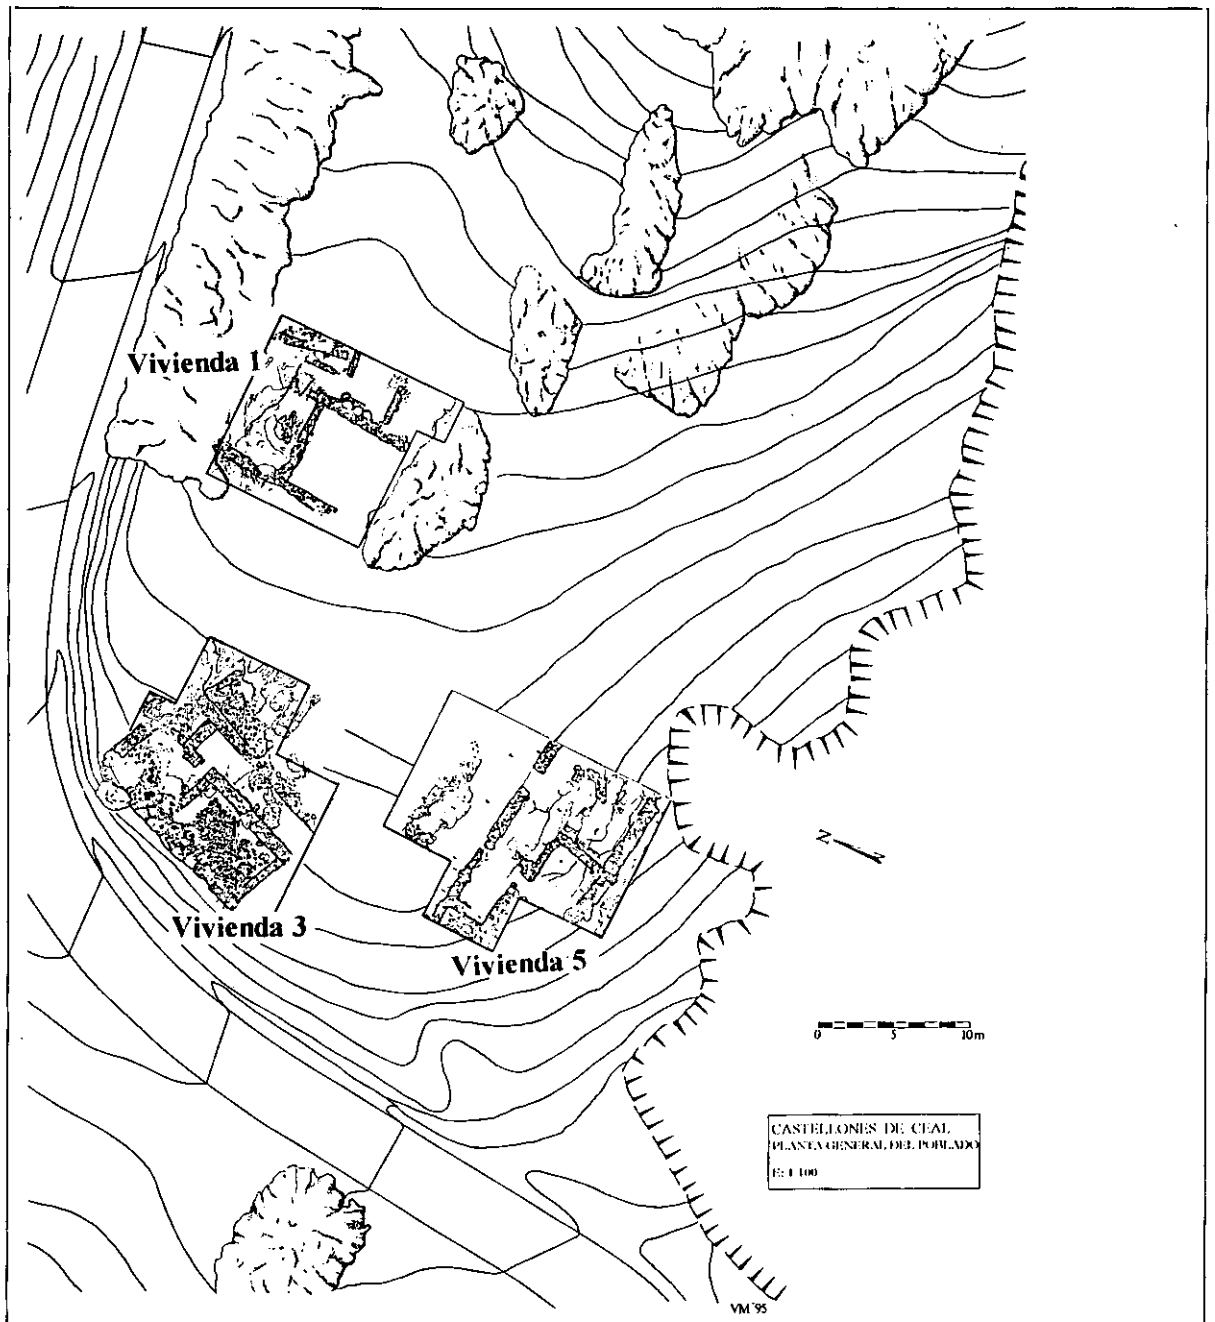 Vivienda 1
Vivienda 3
Vivienda 5
N
0 5 10m
CASTELLONES DE CEAL
PLANTA GENERAL DEL POBLADO
E: 1 100
VM '95